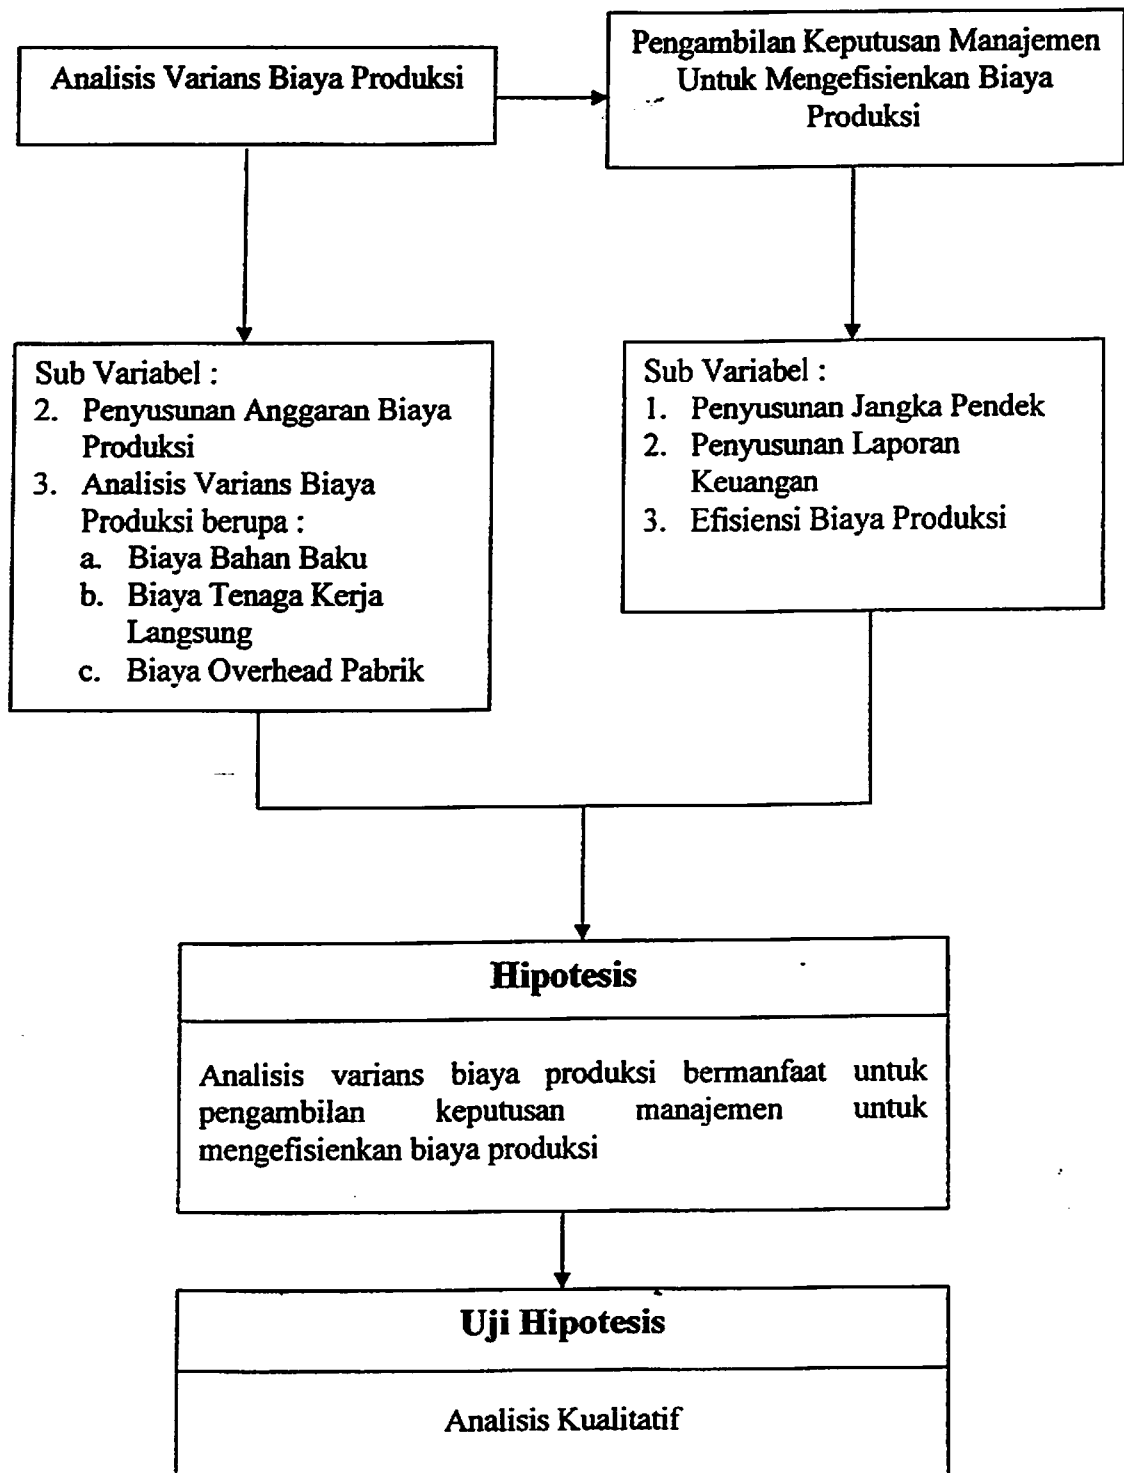 Analisis Varians Biaya Produksi
Pengambilan Keputusan Manajemen
Untuk Mengefisienkan Biaya
Produksi
Sub Variabel :
2. Penyusunan Anggaran Biaya
Produksi
3. Analisis Varians Biaya
Produksi berupa :
a. Biaya Bahan Baku
b. Biaya Tenaga Kerja
Langsung
c. Biaya Overhead Pabrik
Sub Variabel :
1. Penyusunan Jangka Pendek
2. Penyusunan Laporan
Keuangan
3. Efisiensi Biaya Produksi
Hipotesis
Analisis varians biaya produksi bermanfaat untuk
pengambilan keputusan manajemen untuk
mengefisienkan biaya produksi
Uji Hipotesis
Analisis Kualitatif